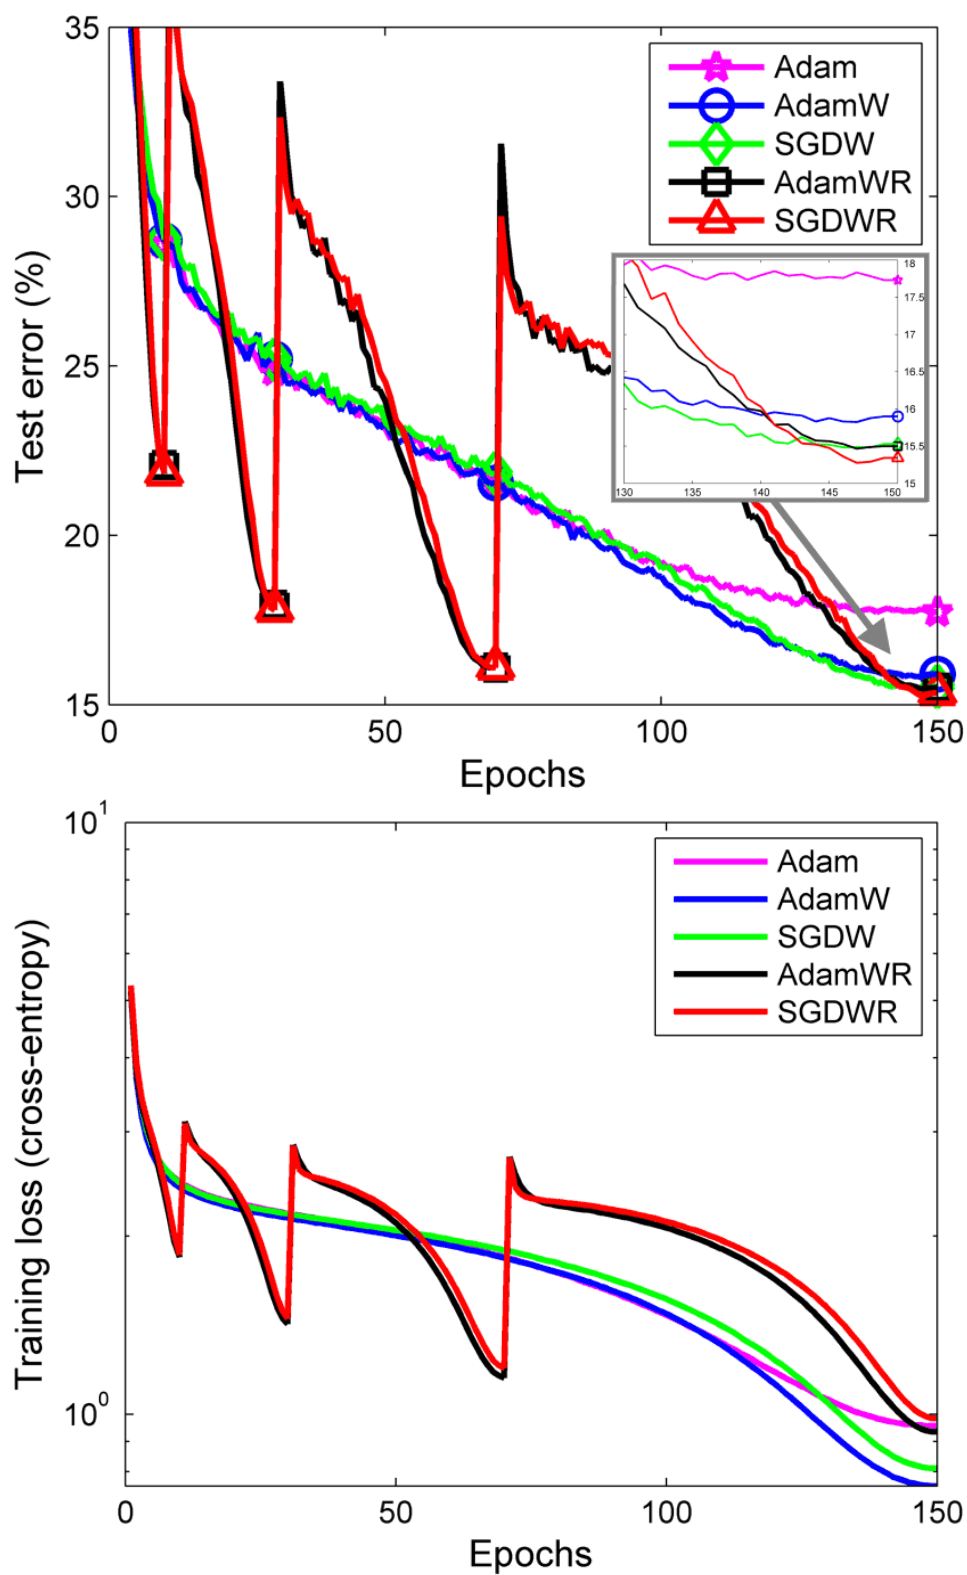 35
30
25
20
15
Test error (%)
Adam
AdamW
SGDW
AdamWR
SGDWR
18
17.5
17
16.5
16
15.5
15
130 135 140 145 150
0 50 100 150
Epochs
10^1
10^0
Training loss (cross-entropy)
Adam
AdamW
SGDW
AdamWR
SGDWR
0 50 100 150
Epochs